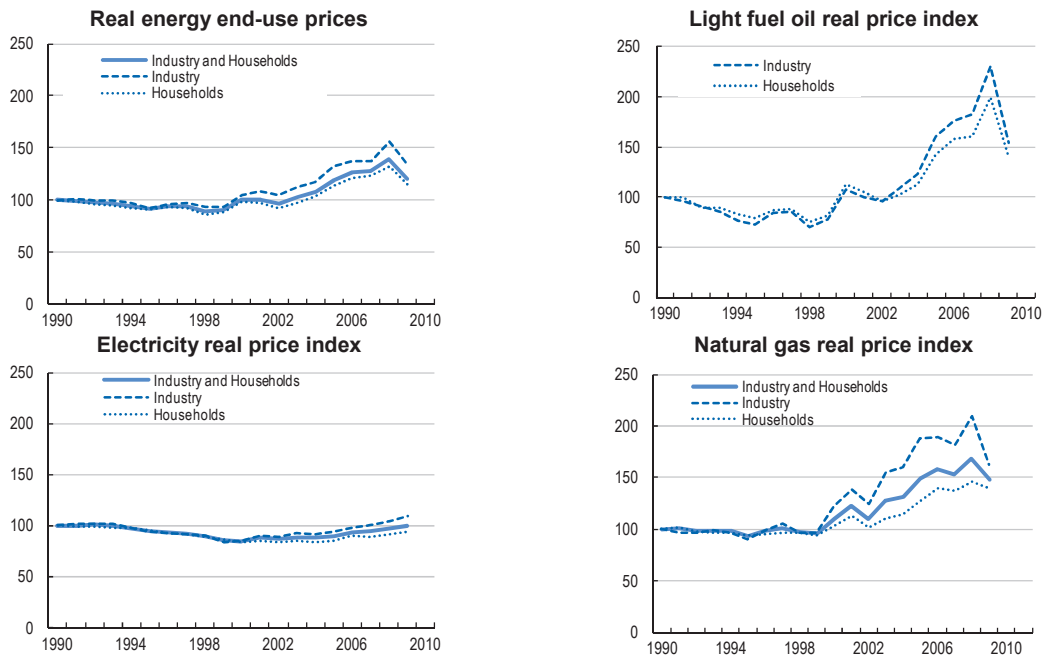 Real energy end-use prices
250
200
150
100
50
0
Industry and Households
Industry
Households
1990 1994 1998 2002 2006 2010
Light fuel oil real price index
250
200
150
100
50
0
Industry
Households
1990 1994 1998 2002 2006 2010
Electricity real price index
250
200
150
100
50
0
Industry and Households
Industry
Households
1990 1994 1998 2002 2006 2010
Natural gas real price index
250
200
150
100
50
0
Industry and Households
Industry
Households
1990 1994 1998 2002 2006 2010